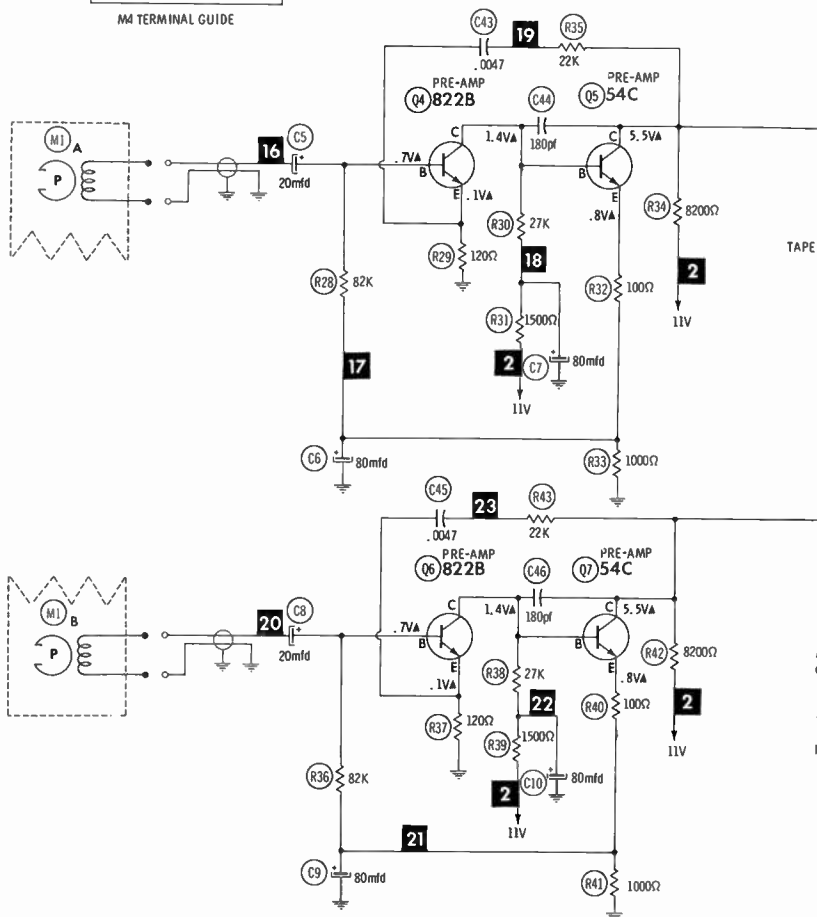 M4 TERMINAL GUIDE
C43
19
R35
.0047
22K
PRE-AMP
Q4 822B
C44
PRE-AMP
Q5 54C
M1 A
P
16
C5
20mfd
C
1.4V▲
180pf
C
5.5V▲
.7V▲
B
B
E
.1V▲
E
.8V▲
R30
27K
R34
8200Ω
TAPE
R29
120Ω
18
2
R28
82K
R32
100Ω
R31
1500Ω
11V
17
2
C7
80mfd
11V
C6
80mfd
R33
1000Ω
C45
23
R43
.0047
22K
PRE-AMP
Q6 822B
C46
PRE-AMP
Q7 54C
M1 B
P
20
C8
20mfd
C
1.4V▲
180pf
C
5.5V▲
.7V▲
B
B
E
.1V▲
E
.8V▲
R38
27K
R42
8200Ω
R37
120Ω
22
R40
100Ω
2
R39
1500Ω
11V
R36
82K
2
C10
80mfd
11V
21
C9
80mfd
R41
1000Ω